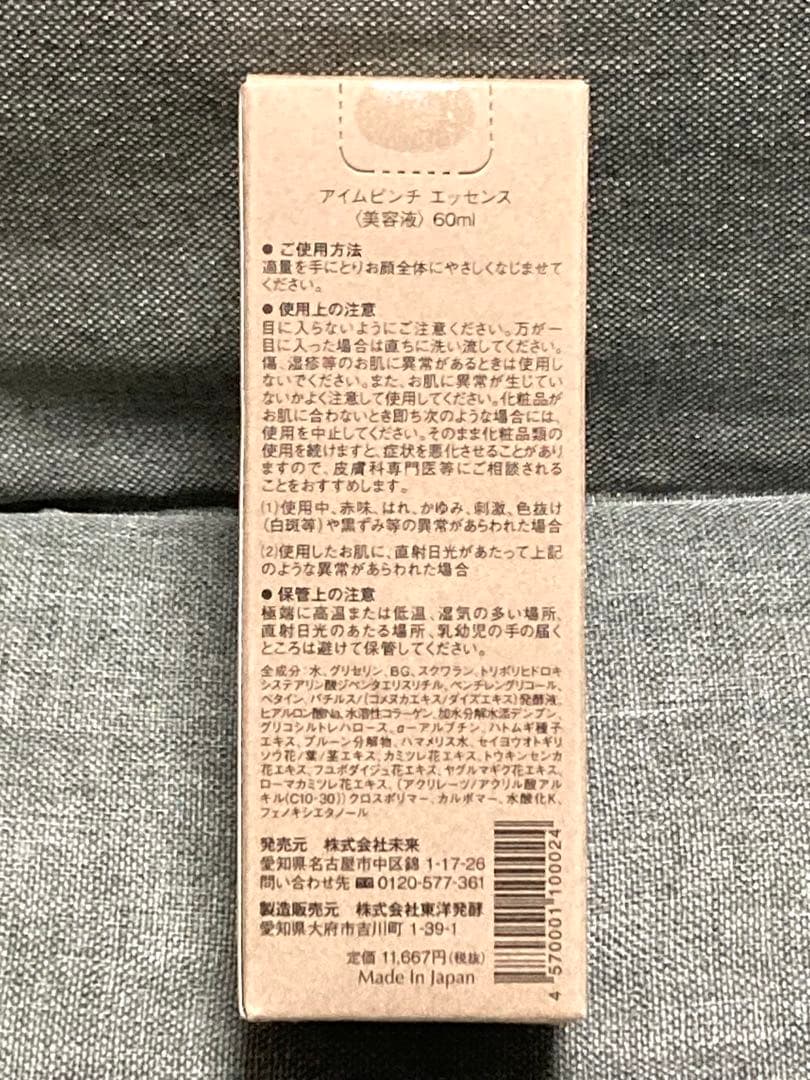 アイムピンチ エッセンス
〈美容液〉 60ml
● ご使用方法
適量を手にとりお顔全体にやさしくなじませて
ください。
● 使用上の注意
目に入らないようにご注意ください。万が一
目に入った場合は直ちに洗い流してください。
傷、湿疹等のお肌に異常があるときは使用し
ないでください。また、お肌に異常が生じてい
ないかよく注意して使用してください。化粧品が
お肌に合わないとき即ち次のような場合には、
使用を中止してください。そのまま化粧品類の
使用を続けますと、症状を悪化させることがあり
ますので、皮膚科専門医等にご相談される
ことをおすすめします。
(1)使用中、赤味、はれ、かゆみ、刺激、色抜け
(白斑等)や黒ずみ等の異常があらわれた場合
(2)使用したお肌に、直射日光があたって上記
のような異常があらわれた場合
● 保管上の注意
極端に高温または低温、湿気の多い場所、
直射日光のあたる場所、乳幼児の手の届く
ところは避けて保管してください。
全成分：水、グリセリン、BG、スクワラン、トリポリヒドロキ
システアリン酸ジペンタエリスリチル、ペンチレングリコール、
ベタイン、バチルス/(コメヌカエキス/ダイズエキス)発酵液、
ヒアルロン酸Na、水溶性コラーゲン、加水分解水添デンプン、
グリコシルトレハロース、α-アルブチン、ハトムギ種子
エキス、プルーン分解物、ハマメリス水、セイヨウオトギリ
ソウ花/葉/茎エキス、カミツレ花エキス、トウキンセンカ
花エキス、フユボダイジュ花エキス、ヤグルマギク花エキス、
ローマカミツレ花エキス、(アクリレーツ/アクリル酸アル
キル(C10-30))クロスポリマー、カルボマー、水酸化K、
フェノキシエタノール
発売元 株式会社未来
愛知県名古屋市中区錦 1-17-26
問い合わせ先 0120-577-361
製造販売元 株式会社東洋発酵
愛知県大府市吉川町 1-39-1
定価 11,667円(税抜)
Made In Japan
4 570001 100024